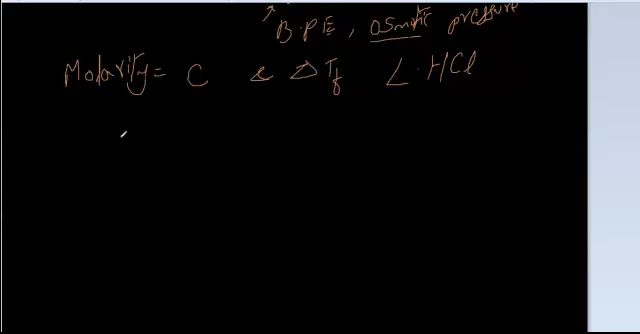 B.P E, osmotic pressure
Molarity = C & ΔTf L.HCl